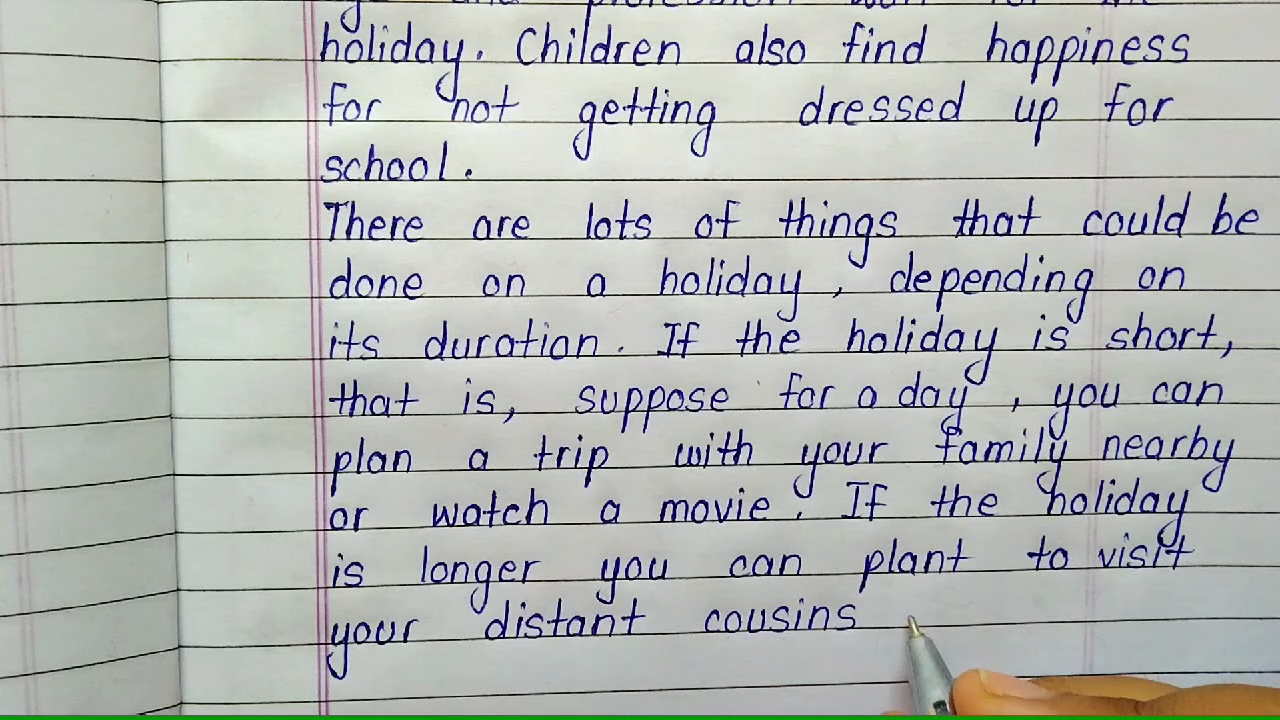 holiday. Children also find happiness
for not getting dressed up for
school.
There are lots of things that could be
done on a holiday, depending on
its duration. If the holiday is short,
that is, suppose for a day, you can
plan a trip with your family nearby
or watch a movie. If the holiday
is longer you can plant to visit
your distant cousins